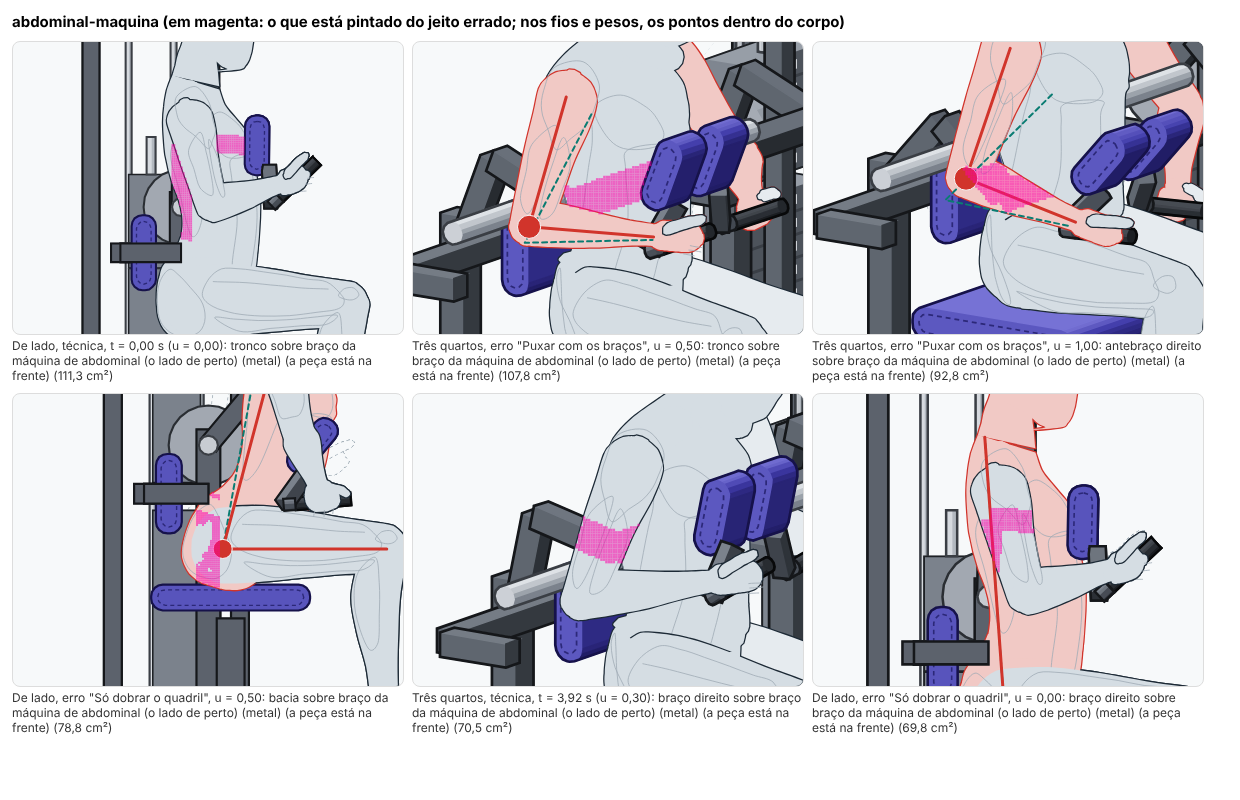 abdominal-maquina (em magenta: o que está pintado do jeito errado; nos fios e pesos, os pontos dentro do corpo)
De lado, técnica, t = 0,00 s (u = 0,00): tronco sobre braço da
máquina de abdominal (o lado de perto) (metal) (a peça está na
frente) (111,3 cm²)
Três quartos, erro "Puxar com os braços", u = 0,50: tronco sobre
braço da máquina de abdominal (o lado de perto) (metal) (a peça
está na frente) (107,8 cm²)
Três quartos, erro "Puxar com os braços", u = 1,00: antebraço direito
sobre braço da máquina de abdominal (o lado de perto) (metal) (a
peça está na frente) (92,8 cm²)
De lado, erro "Só dobrar o quadril", u = 0,50: bacia sobre braço da
máquina de abdominal (o lado de perto) (metal) (a peça está na
frente) (78,8 cm²)
Três quartos, técnica, t = 3,92 s (u = 0,30): braço direito sobre braço
da máquina de abdominal (o lado de perto) (metal) (a peça está na
frente) (70,5 cm²)
De lado, erro "Só dobrar o quadril", u = 0,00: braço direito sobre
braço da máquina de abdominal (o lado de perto) (metal) (a peça
está na frente) (69,8 cm²)